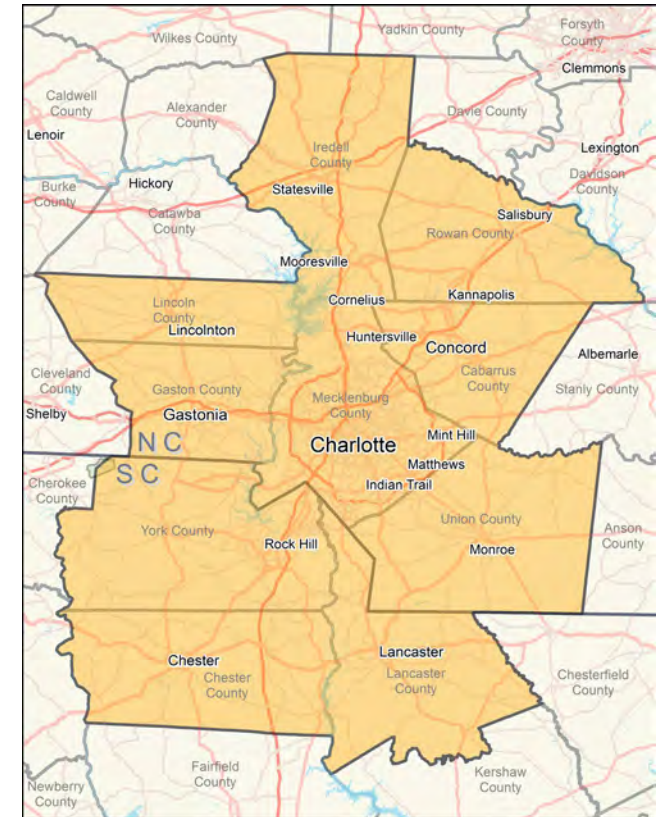 Wilkes County
Yadkin County
Forsyth
County
Clemmons
Caldwell
County
Alexander
County
Davie County
Lenoir
Iredell
County
Lexington
Burke
County
Hickory
Statesville
Davidson
County
Catawba
County
Salisbury
Rowan County
Mooresville
Cornelius
Kannapolis
Lincoln
County
Lincolnton
Huntersville
Concord
Albemarle
Cleveland
County
Gaston County
Mecklenburg
County
Cabarrus
County
Stanly County
Shelby
Gastonia
NC
Charlotte
Mint Hill
SC
Matthews
Cherokee
County
Indian Trail
York County
Union County
Anson
County
Rock Hill
Monroe
Chester
Lancaster
Chester
County
Lancaster
County
Chesterfield
County
Fairfield
County
Kershaw
County
Newberry
County